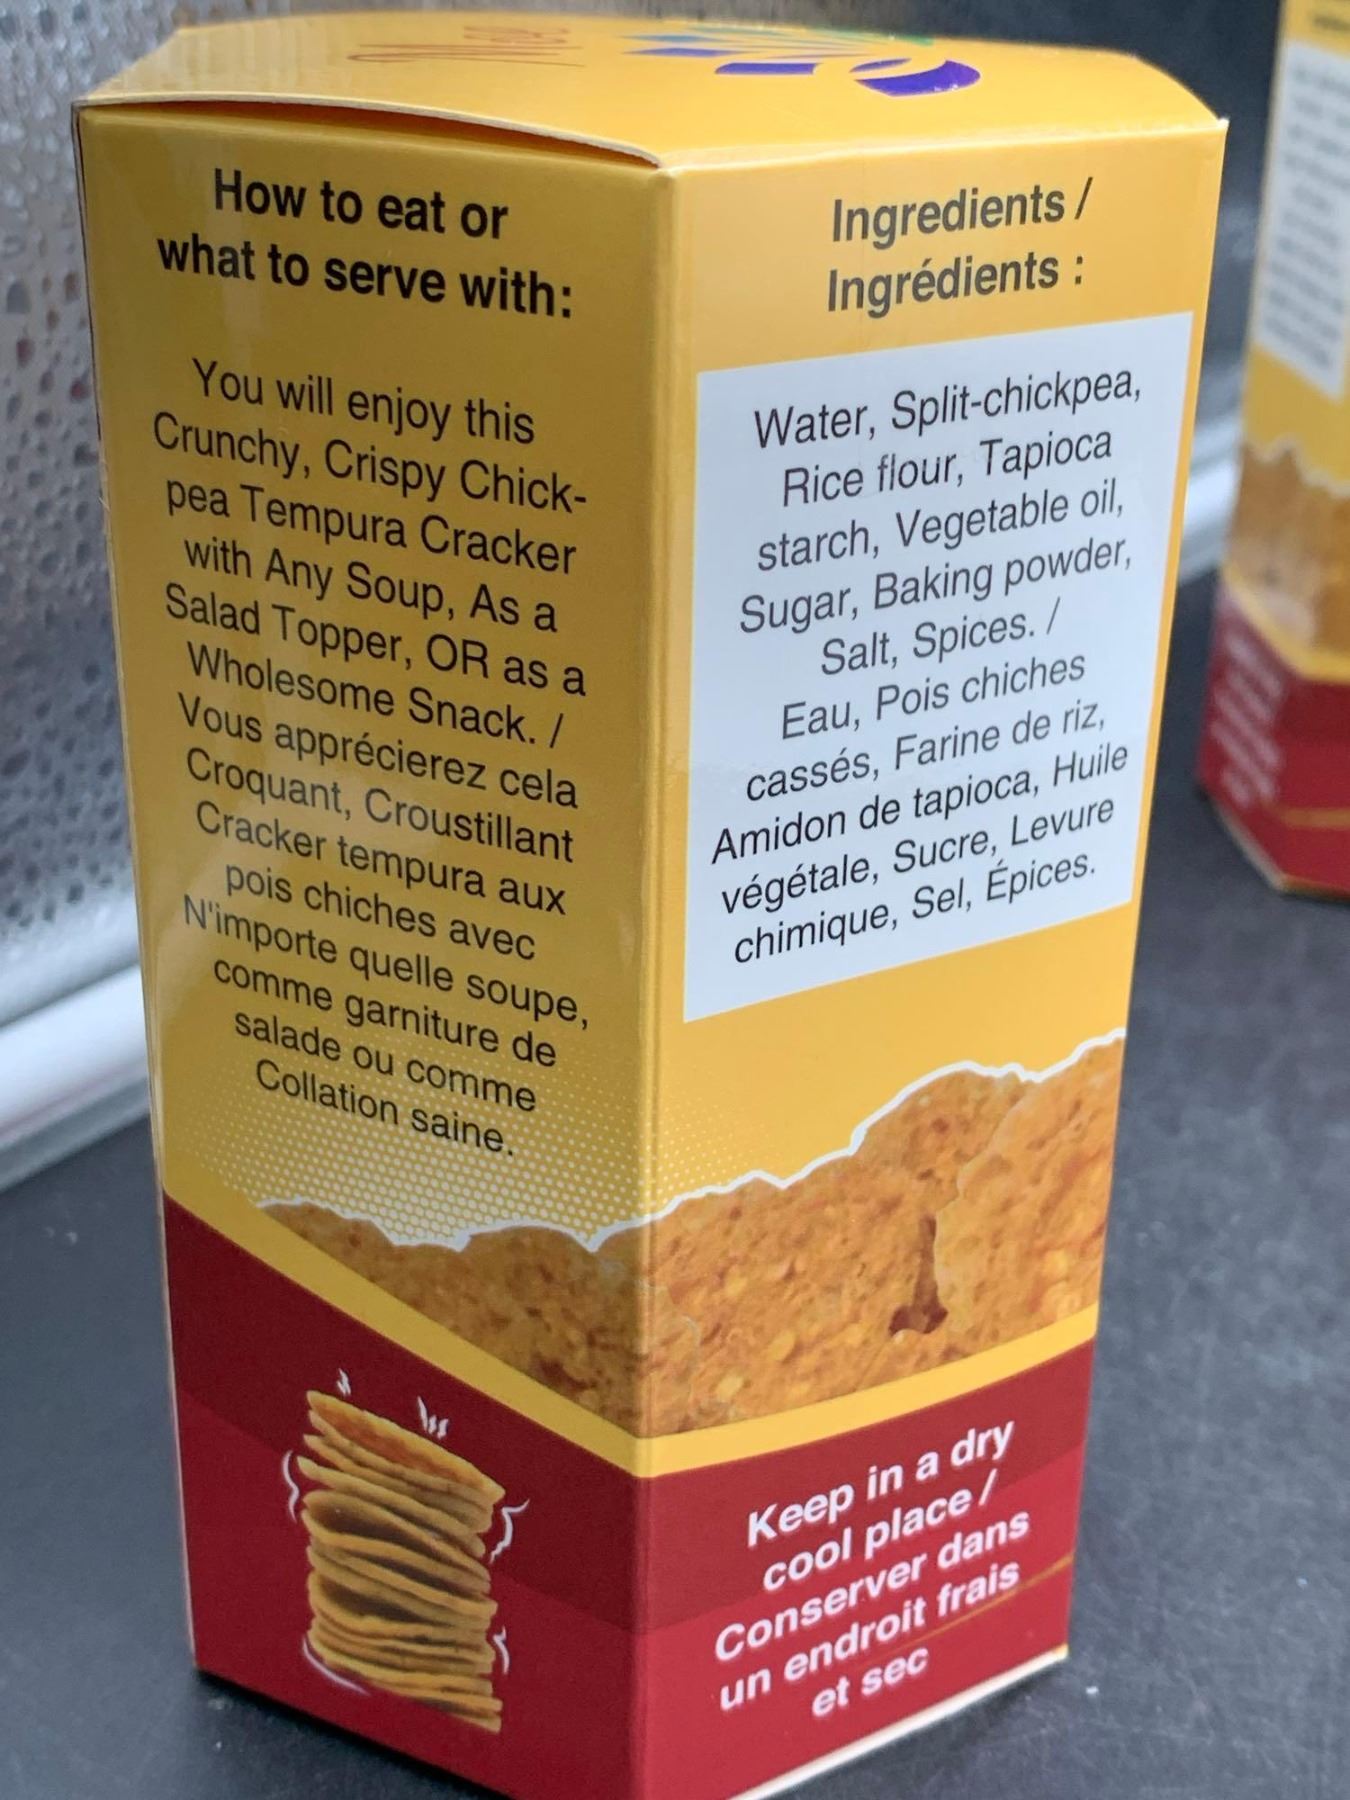 How to eat or
what to serve with:
You will enjoy this
Crunchy, Crispy Chick-
pea Tempura Cracker
with Any Soup, As a
Salad Topper, OR as a
Wholesome Snack. /
Vous apprécierez cela
Croquant, Croustillant
Cracker tempura aux
pois chiches avec
N'importe quelle soupe,
comme garniture de
salade ou comme
Collation saine.
Ingredients /
Ingrédients :
Water, Split-chickpea,
Rice flour, Tapioca
starch, Vegetable oil,
Sugar, Baking powder,
Salt, Spices. /
Eau, Pois chiches
cassés, Farine de riz,
Amidon de tapioca, Huile
végétale, Sucre, Levure
chimique, Sel, Épices.
Keep in a dry
cool place /
Conserver dans
un endroit frais
et sec